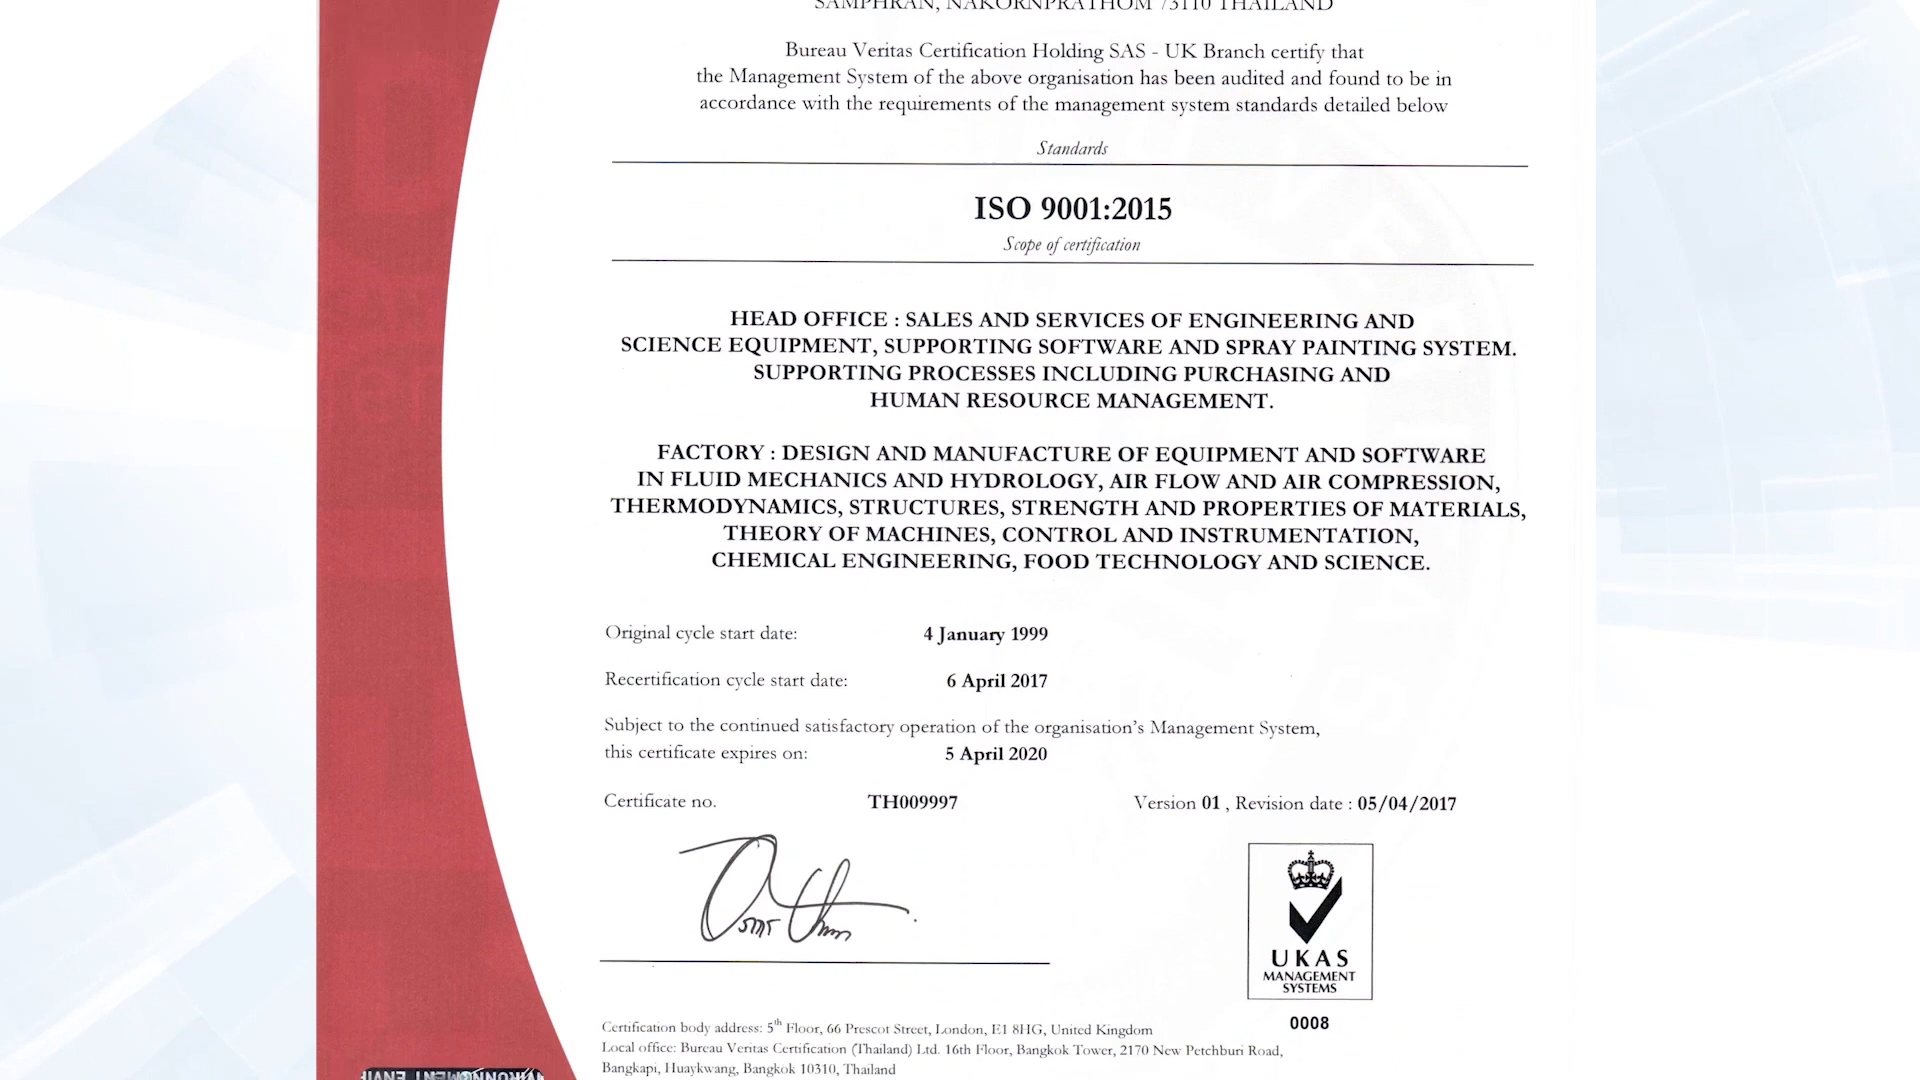 SAMPHRAN, NAKORNPRATHOM 73110 THAILAND
Bureau Veritas Certification Holding SAS - UK Branch certify that
the Management System of the above organisation has been audited and found to be in
accordance with the requirements of the management system standards detailed below
Standards
ISO 9001:2015
Scope of certification
HEAD OFFICE : SALES AND SERVICES OF ENGINEERING AND
SCIENCE EQUIPMENT, SUPPORTING SOFTWARE AND SPRAY PAINTING SYSTEM.
SUPPORTING PROCESSES INCLUDING PURCHASING AND
HUMAN RESOURCE MANAGEMENT.
FACTORY : DESIGN AND MANUFACTURE OF EQUIPMENT AND SOFTWARE
IN FLUID MECHANICS AND HYDROLOGY, AIR FLOW AND AIR COMPRESSION,
THERMODYNAMICS, STRUCTURES, STRENGTH AND PROPERTIES OF MATERIALS,
THEORY OF MACHINES, CONTROL AND INSTRUMENTATION,
CHEMICAL ENGINEERING, FOOD TECHNOLOGY AND SCIENCE.
Original cycle start date: 4 January 1999
Recertification cycle start date: 6 April 2017
Subject to the continued satisfactory operation of the organisation's Management System,
this certificate expires on: 5 April 2020
Certificate no. TH009997 Version 01 , Revision date : 05/04/2017
UKAS
MANAGEMENT
SYSTEMS
0008
Certification body address: 5th Floor, 66 Prescot Street, London, E1 8HG, United Kingdom
Local office: Bureau Veritas Certification (Thailand) Ltd. 16th Floor, Bangkok Tower, 2170 New Petchburi Road,
Bangkapi, Huaykwang, Bangkok 10310, Thailand